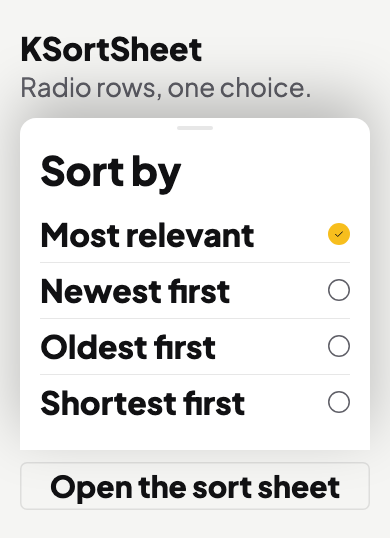 KSortSheet
Radio rows, one choice.
Sort by
Most relevant
Newest first
Oldest first
Shortest first
Open the sort sheet